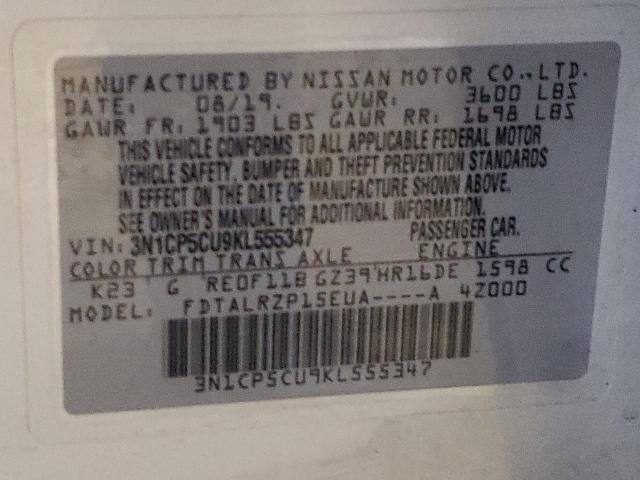 MANUFACTURED BY NISSAN MOTOR CO., LTD.
DATE: 08/19. GVWR: 3600 LBS
GAWR FR: 1903 LBS GAWR RR: 1698 LBS
THIS VEHICLE CONFORMS TO ALL APPLICABLE FEDERAL MOTOR
VEHICLE SAFETY, BUMPER AND THEFT PREVENTION STANDARDS
IN EFFECT ON THE DATE OF MANUFACTURE SHOWN ABOVE.
SEE OWNER'S MANUAL FOR ADDITIONAL INFORMATION.
VIN: 3N1CP5CU9KL555347 PASSENGER CAR.
COLOR TRIM TRANS AXLE ENGINE
K23 G RE0F11B GZ39 HR16DE 1598 CC
MODEL: FDTALRZP15EUA----A 42000
3N1CP5CU9KL555347